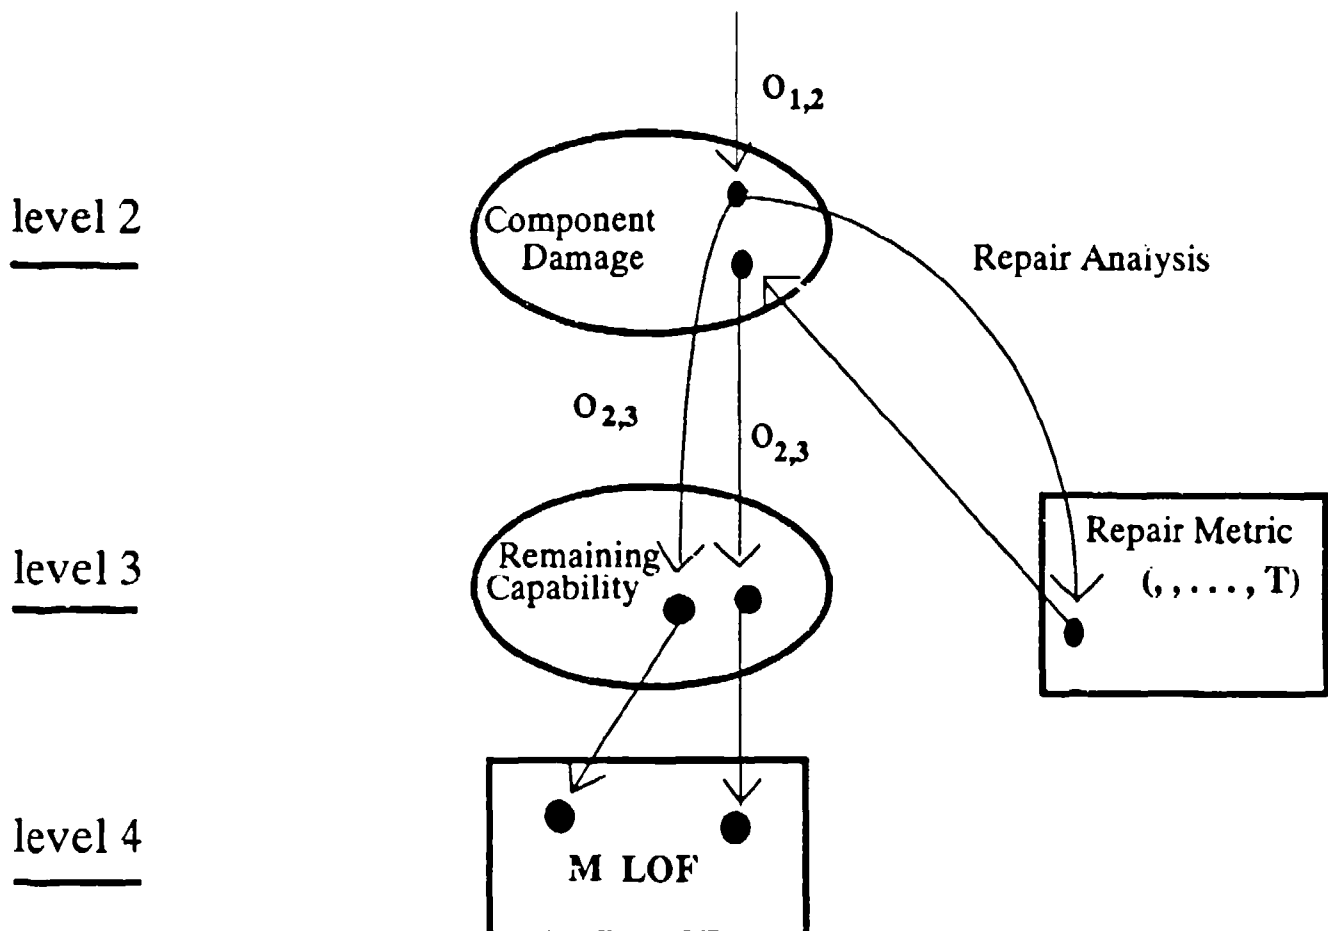 O1,2
level 2
Component
Damage
Repair Analysis
O2,3
O2,3
level 3
Remaining
Capability
Repair Metric
(, , . . . , T)
level 4
M LOF